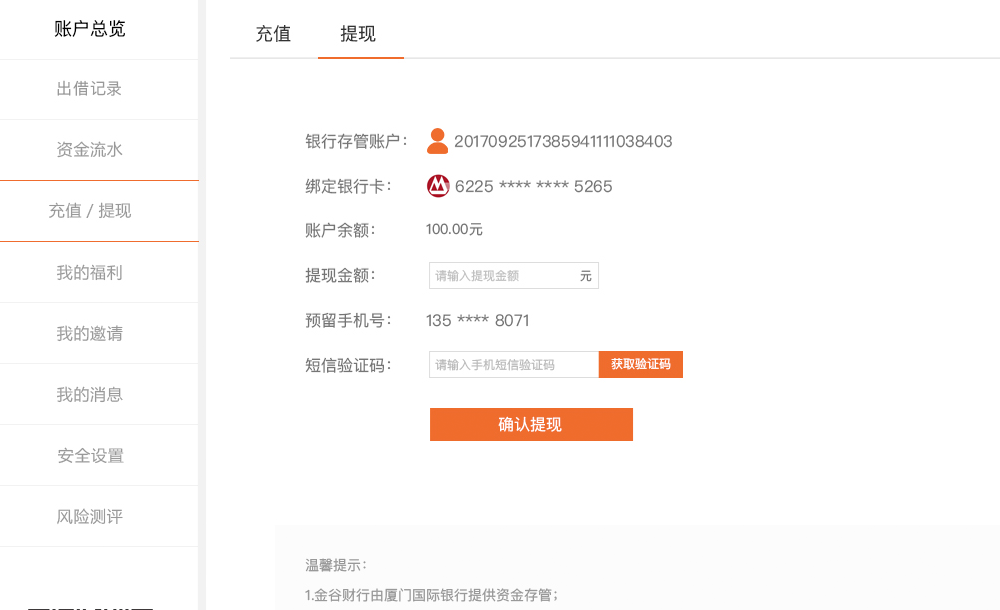 账户总览
出借记录
资金流水
充值 / 提现
我的福利
我的邀请
我的消息
安全设置
风险测评
充值 提现
银行存管账户： 2017092517385941111038403
绑定银行卡： 6225 **** **** 5265
账户余额： 100.00元
提现金额： 请输入提现金额 元
预留手机号： 135 **** 8071
短信验证码： 请输入手机短信验证码 获取验证码
确认提现
温馨提示：
1.金谷财行由厦门国际银行提供资金存管；